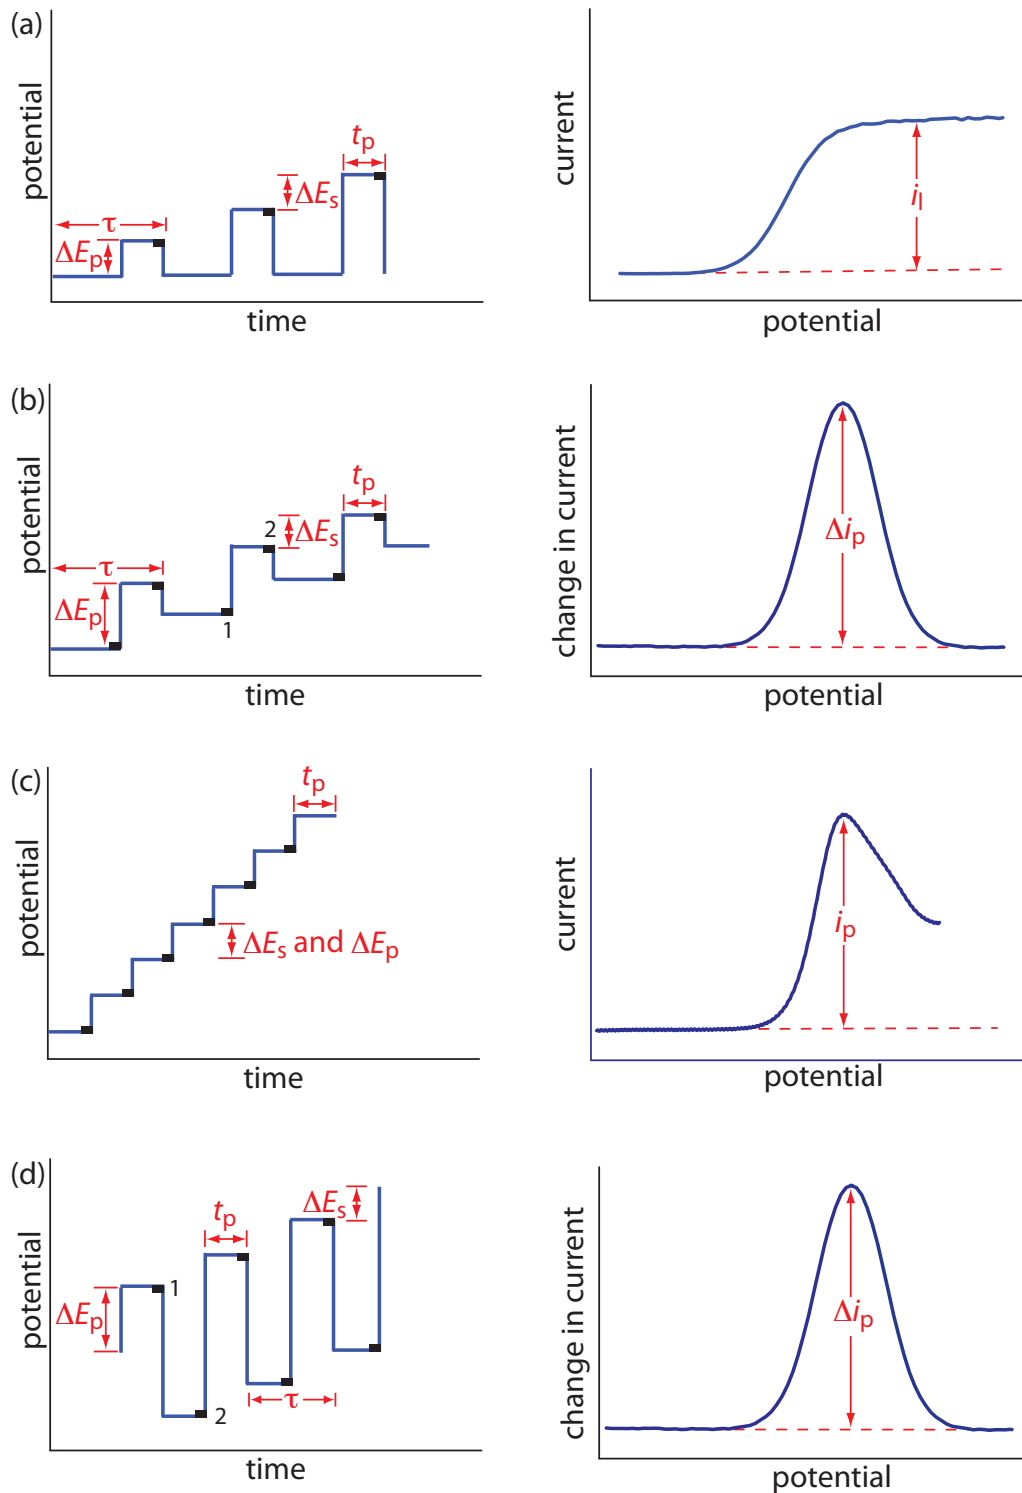 (a)
potential
τ
ΔEp
ΔEs
tp
time
current
il
potential
(b)
potential
τ
ΔEp
1
2
ΔEs
tp
time
change in current
Δip
potential
(c)
potential
tp
ΔEs and ΔEp
time
current
ip
potential
(d)
potential
ΔEp
1
2
tp
τ
ΔEs
time
change in current
Δip
potential